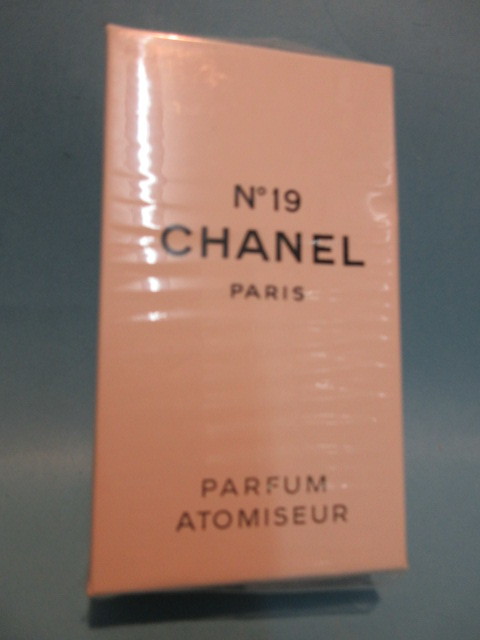 N°19
CHANEL
PARIS
PARFUM
ATOMISEUR